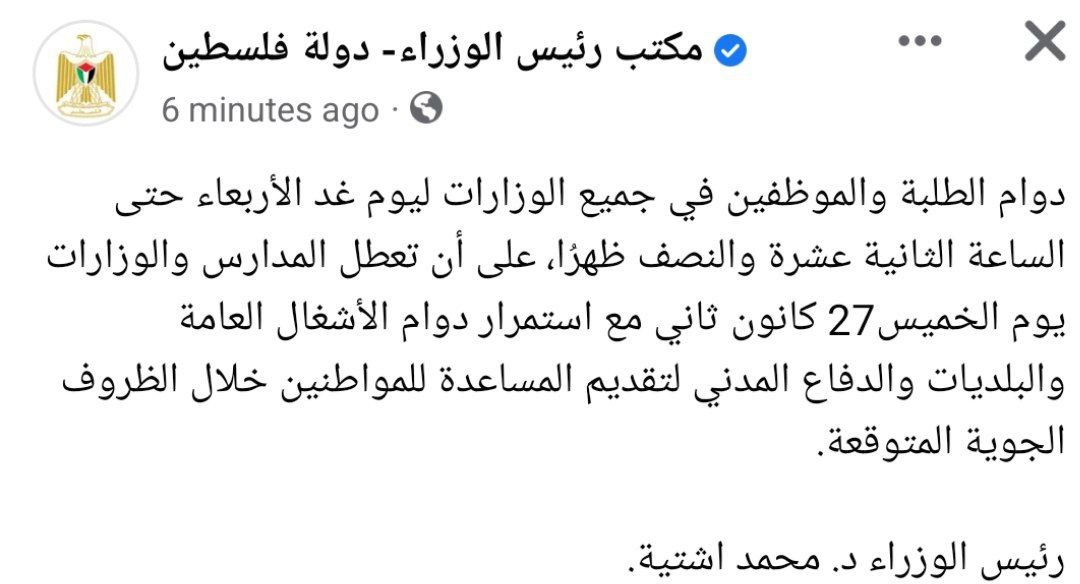 مكتب رئيس الوزراء- دولة فلسطين
6 minutes ago ·
دوام الطلبة والموظفين في جميع الوزارات ليوم غد الأربعاء حتى
الساعة الثانية عشرة والنصف ظهرًا، على أن تعطل المدارس والوزارات
يوم الخميس27 كانون ثاني مع استمرار دوام الأشغال العامة
والبلديات والدفاع المدني لتقديم المساعدة للمواطنين خلال الظروف
الجوية المتوقعة.
رئيس الوزراء د. محمد اشتية.